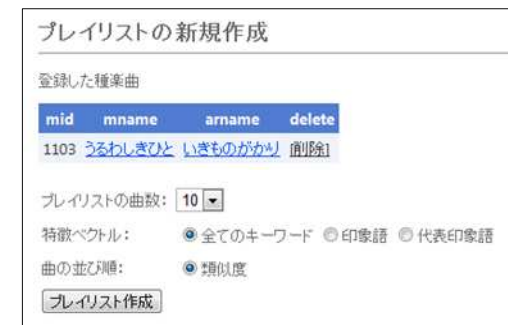 プレイリストの新規作成
登録した種楽曲
mid mname arname delete
1103 うるわしきひと いきものがかり [削除]
プレイリストの曲数: 10
特徴ベクトル: 全てのキーワード 印象語 代表印象語
曲の並び順: 類似度
プレイリスト作成